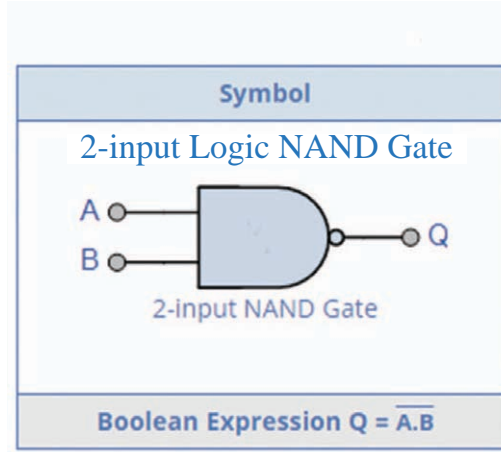 Symbol
2-input Logic NAND Gate
A
B
Q
2-input NAND Gate
Boolean Expression Q = A̅.̅B̅